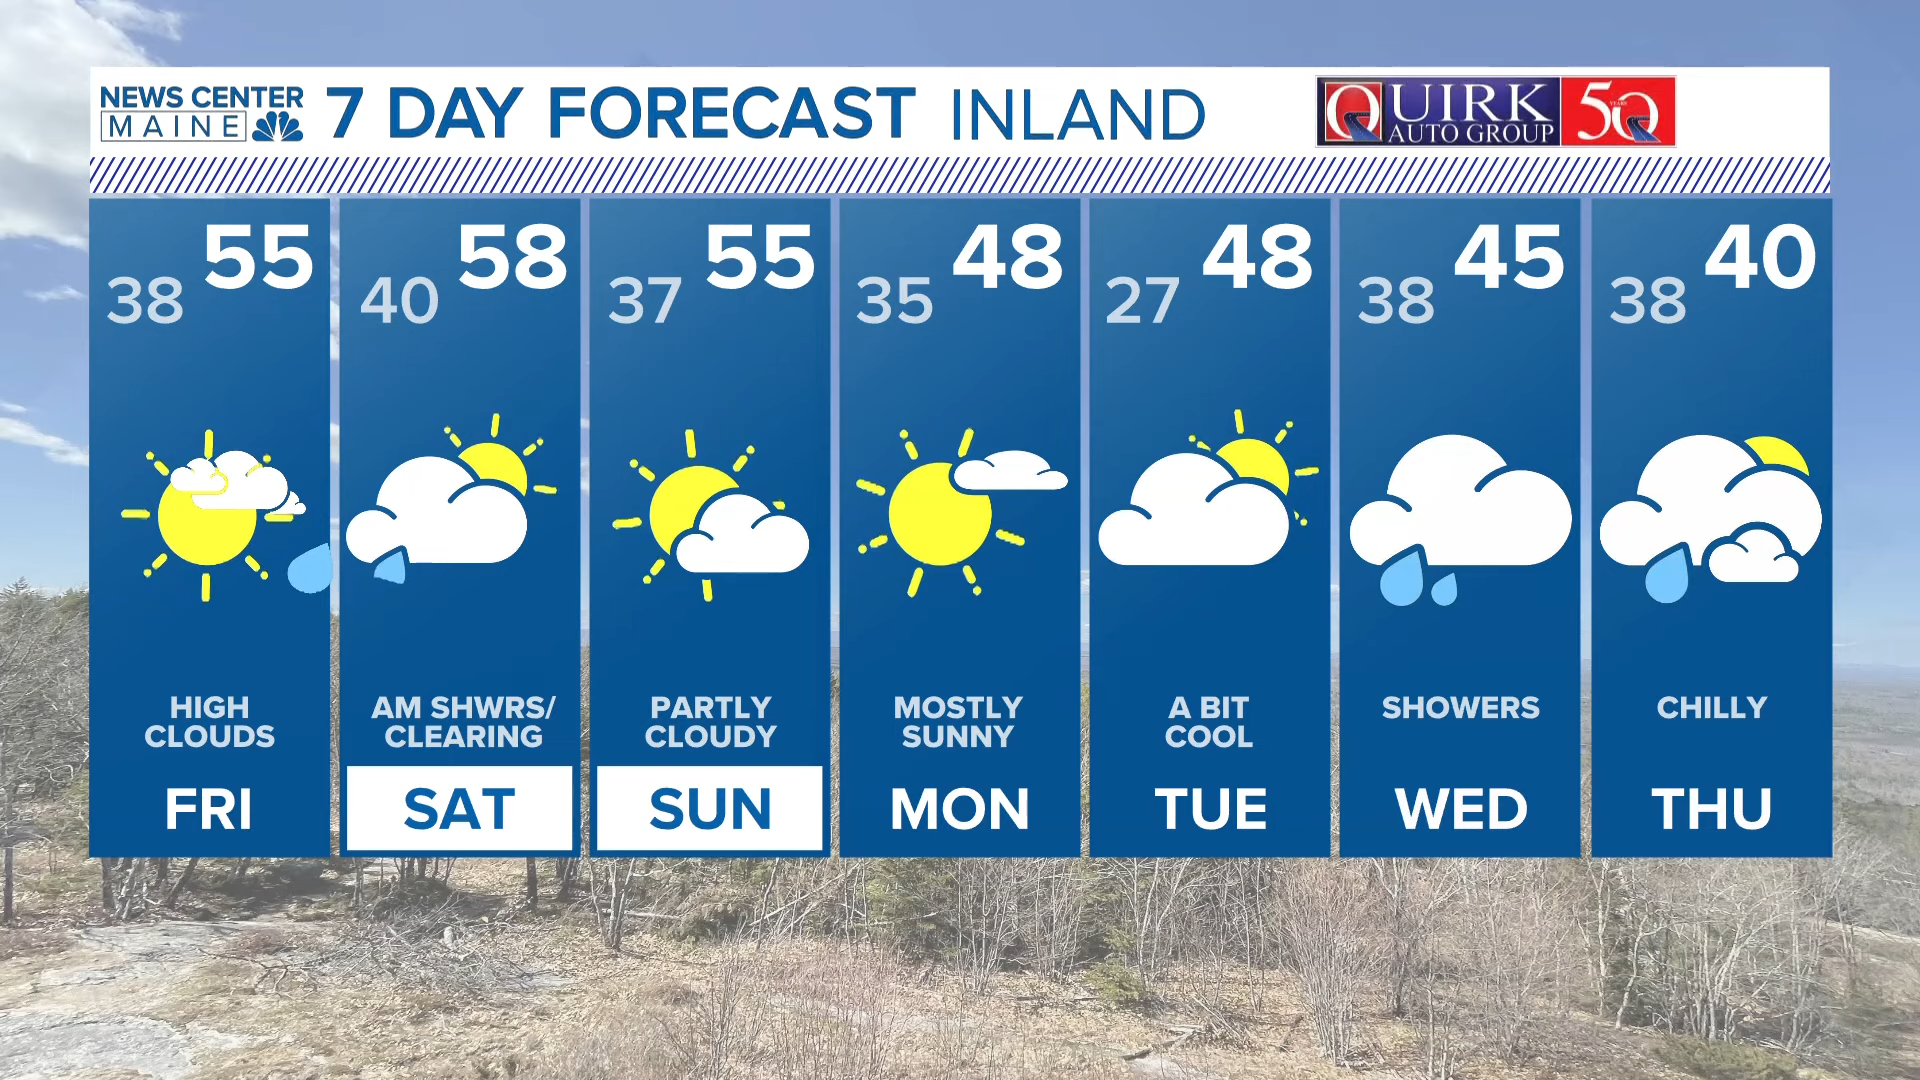 NEWS CENTER
MAINE
7 DAY FORECAST INLAND
QUIRK
AUTO GROUP
50
YEARS
38 55
40 58
37 55
35 48
27 48
38 45
38 40
HIGH
CLOUDS
AM SHWRS/
CLEARING
PARTLY
CLOUDY
MOSTLY
SUNNY
A BIT
COOL
SHOWERS
CHILLY
FRI
SAT
SUN
MON
TUE
WED
THU